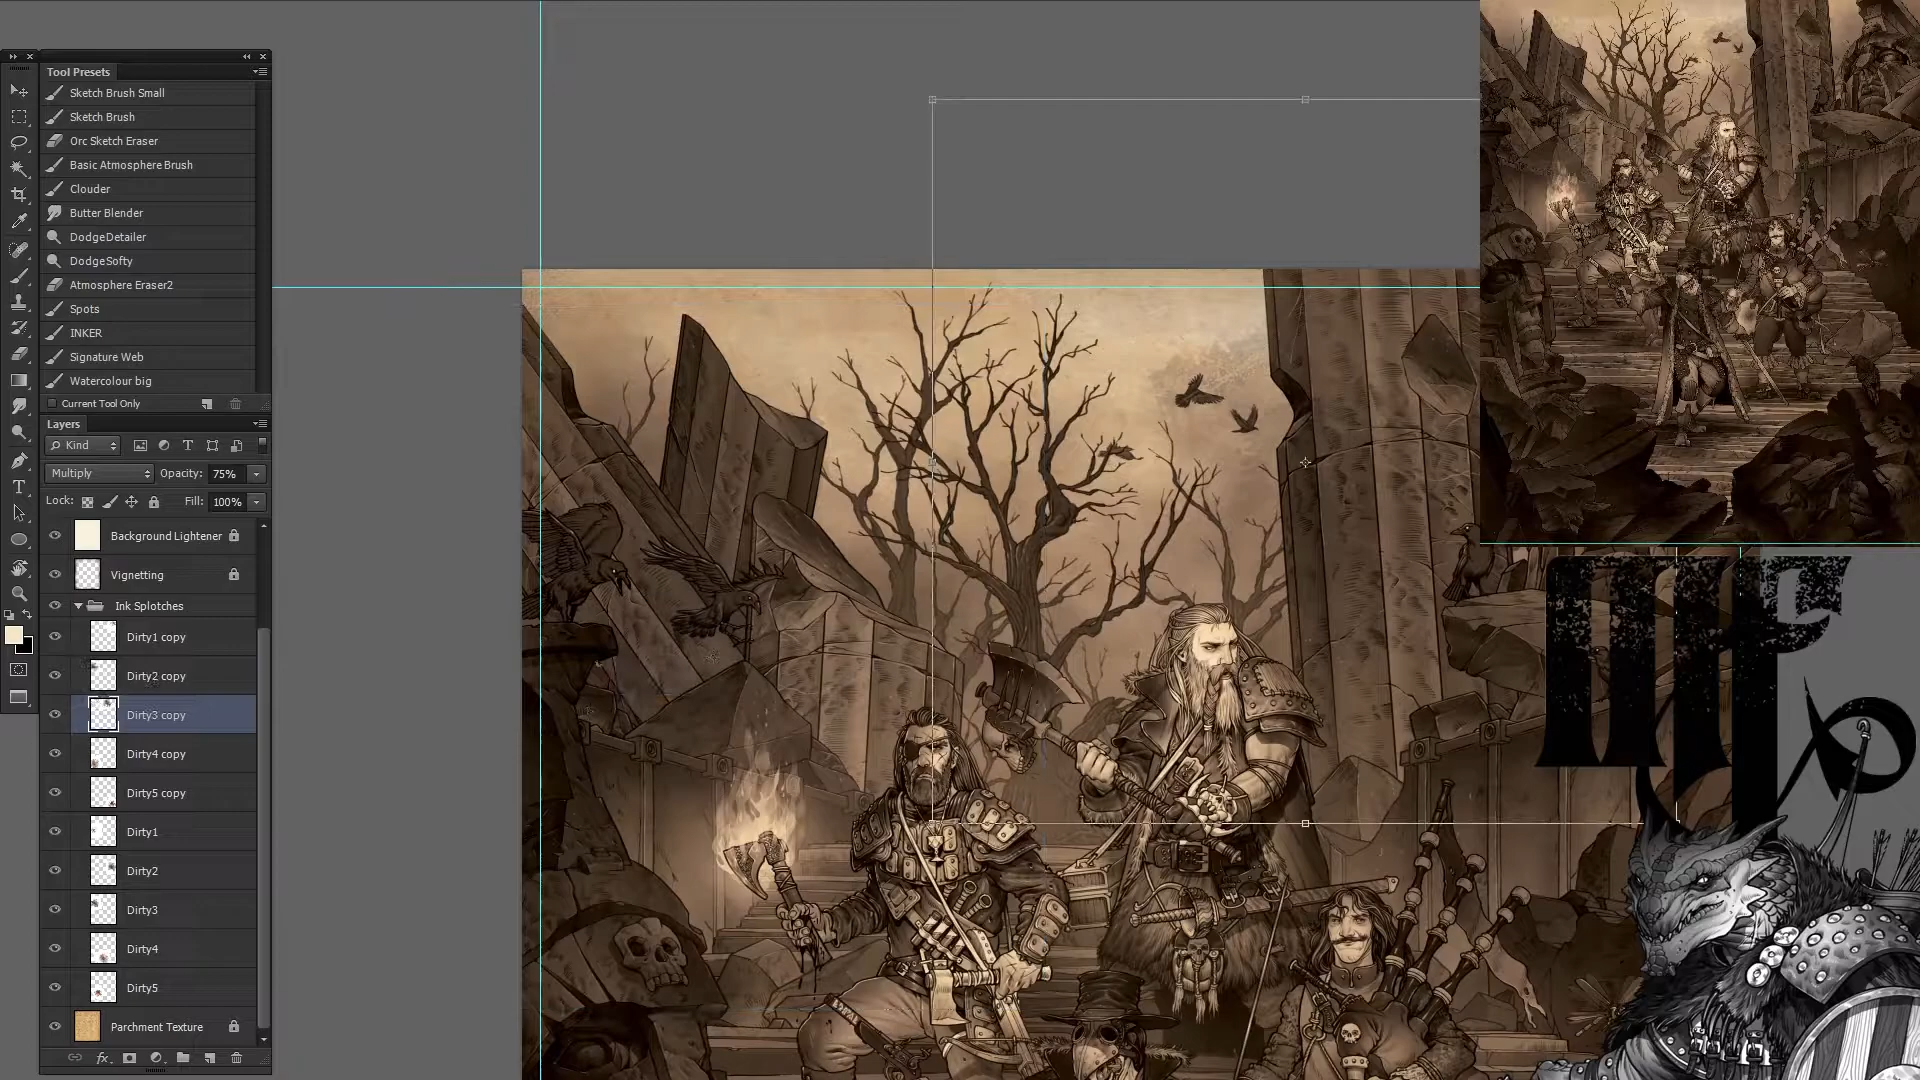 Tool Presets
Sketch Brush Small
Sketch Brush
Orc Sketch Eraser
Basic Atmosphere Brush
Clouder
Butter Blender
DodgeDetailer
DodgeSofty
Atmosphere Eraser2
Spots
INKER
Signature Web
Watercolour big
Current Tool Only
Layers
Kind
Multiply Opacity: 75%
Lock: Fill: 100%
Background Lightener
Vignetting
Ink Splotches
Dirty1 copy
Dirty2 copy
Dirty3 copy
Dirty4 copy
Dirty5 copy
Dirty1
Dirty2
Dirty3
Dirty4
Dirty5
Parchment Texture